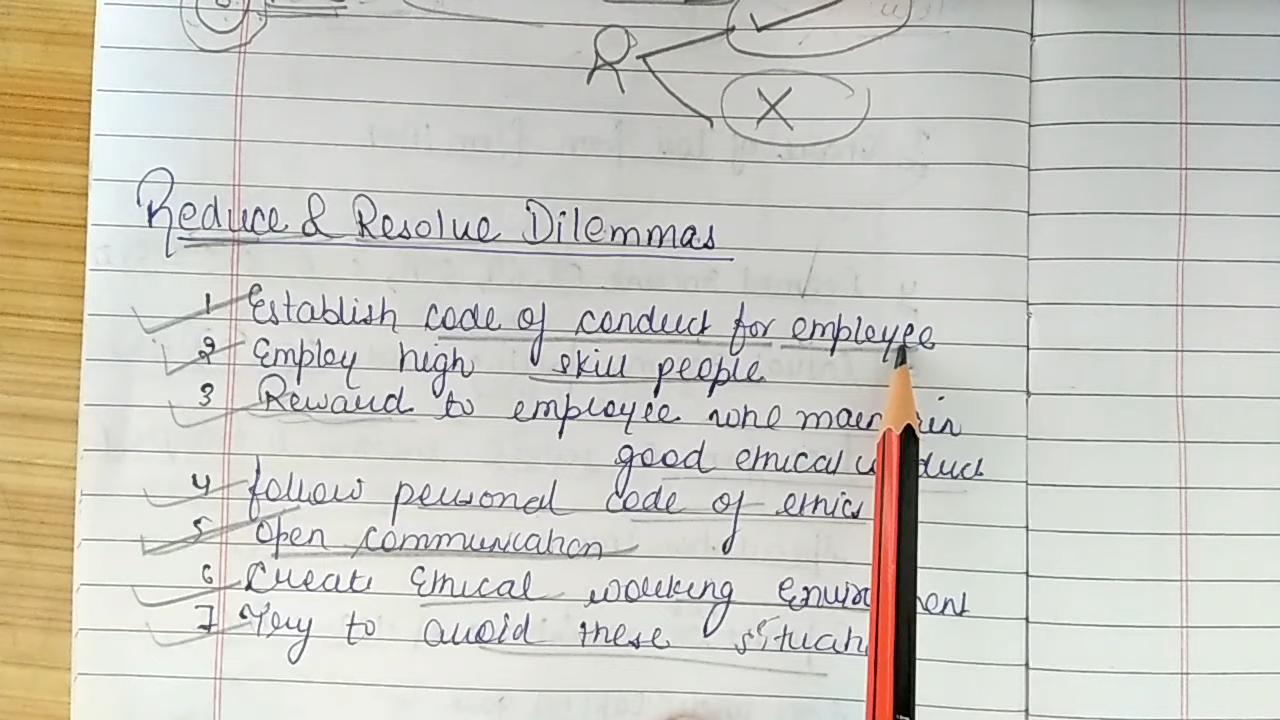 Reduce & Resolve Dilemmas
1 Establish code of conduct for employee
2 Employ high skill people
3 Reward to employee who
good ethical
4 follow personal code of ethics
5 Open communication
6 Create Ethical working
7 Try to avoid these